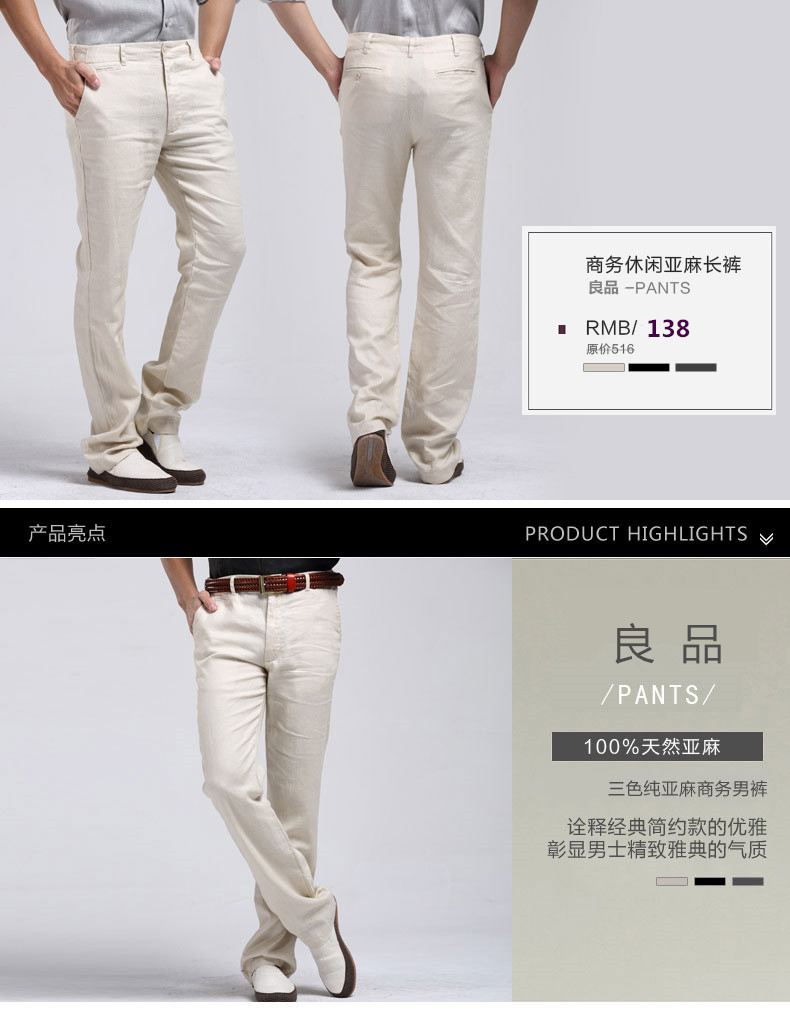 商务休闲亚麻长裤
良品 -PANTS
RMB/ 138
原价516
产品亮点
PRODUCT HIGHLIGHTS
良品
/PANTS/
100%天然亚麻
三色纯亚麻商务男裤
诠释经典简约款的优雅
彰显男士精致雅典的气质